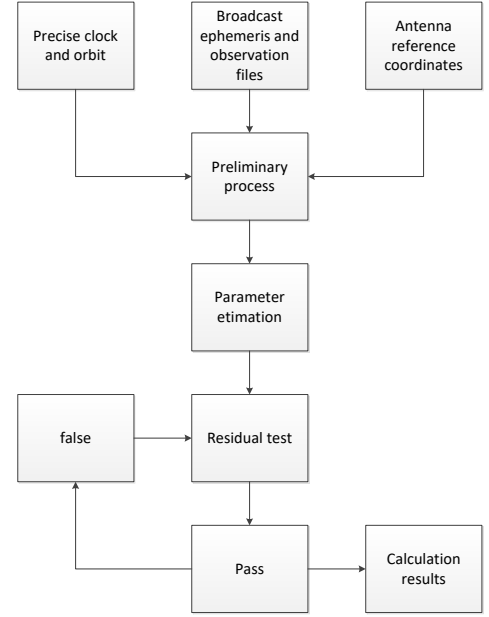 Precise clock
and orbit
Broadcast
ephemeris and
observation
files
Antenna
reference
coordinates
Preliminary
process
Parameter
etimation
false
Residual test
Pass
Calculation
results